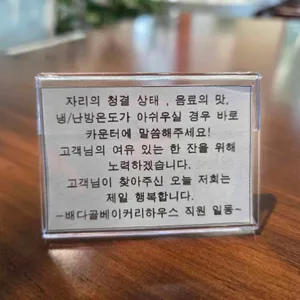 자리의 청결 상태 , 음료의 맛,
냉/난방온도가 아쉬우실 경우 바로
카운터에 말씀해주세요!
고객님의 여유 있는 한 잔을 위해
노력하겠습니다.
고객님이 찾아주신 오늘 저희는
제일 행복합니다.
~배다골베이커리하우스 직원 일동~